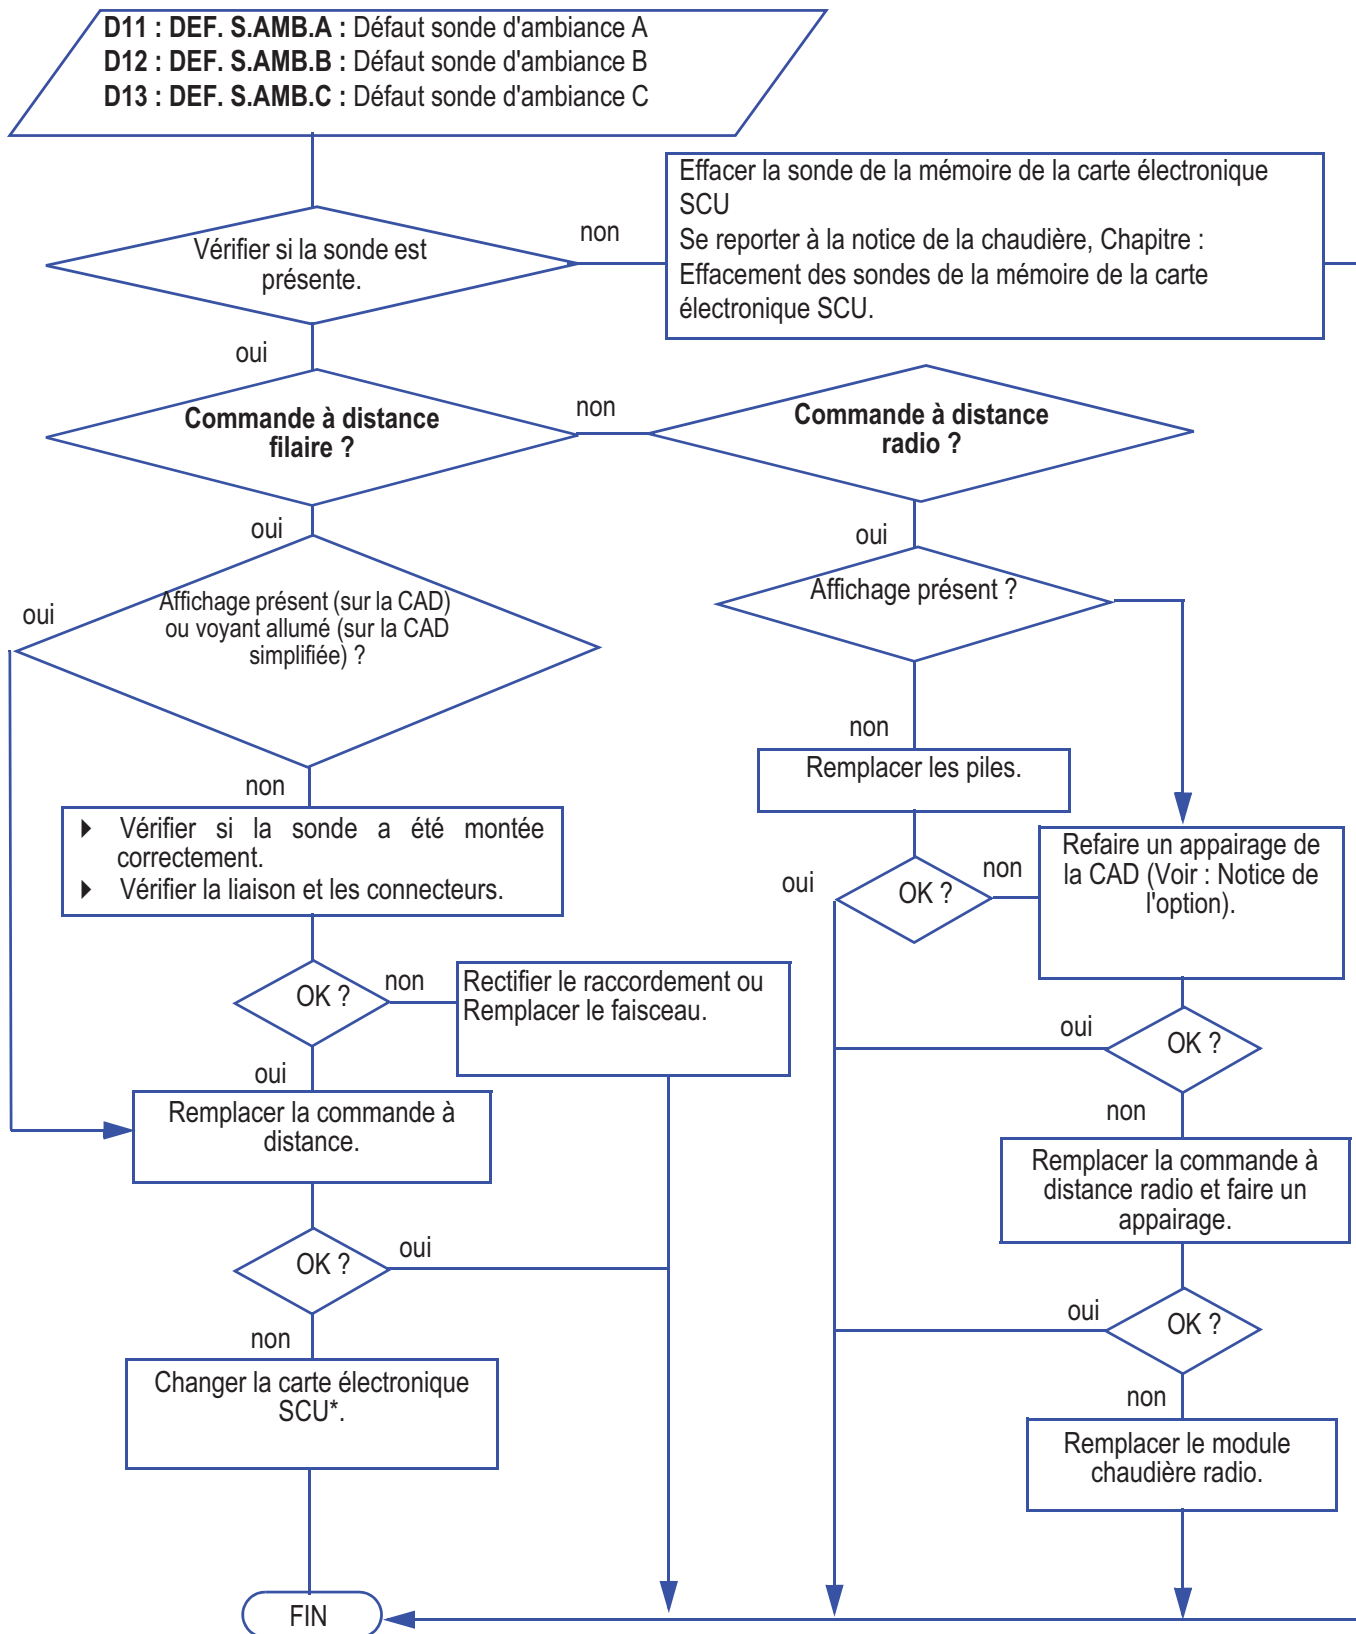 D11 : DEF. S.AMB.A : Défaut sonde d'ambiance A
D12 : DEF. S.AMB.B : Défaut sonde d'ambiance B
D13 : DEF. S.AMB.C : Défaut sonde d'ambiance C
Vérifier si la sonde est
présente.
non
Effacer la sonde de la mémoire de la carte électronique
SCU
Se reporter à la notice de la chaudière, Chapitre :
Effacement des sondes de la mémoire de la carte
électronique SCU.
oui
Commande à distance
filaire ?
non
Commande à distance
radio ?
oui
oui
Affichage présent (sur la CAD)
ou voyant allumé (sur la CAD
simplifiée) ?
oui
Affichage présent ?
non
non
Remplacer les piles.
Vérifier si la sonde a été montée
correctement.
Vérifier la liaison et les connecteurs.
oui
OK ?
non
Refaire un appairage de
la CAD (Voir : Notice de
l'option).
OK ?
non
Rectifier le raccordement ou
Remplacer le faisceau.
oui
OK ?
oui
non
Remplacer la commande à
distance.
Remplacer la commande à
distance radio et faire un
appairage.
OK ?
oui
oui
OK ?
non
non
Changer la carte électronique
SCU*.
Remplacer le module
chaudière radio.
FIN